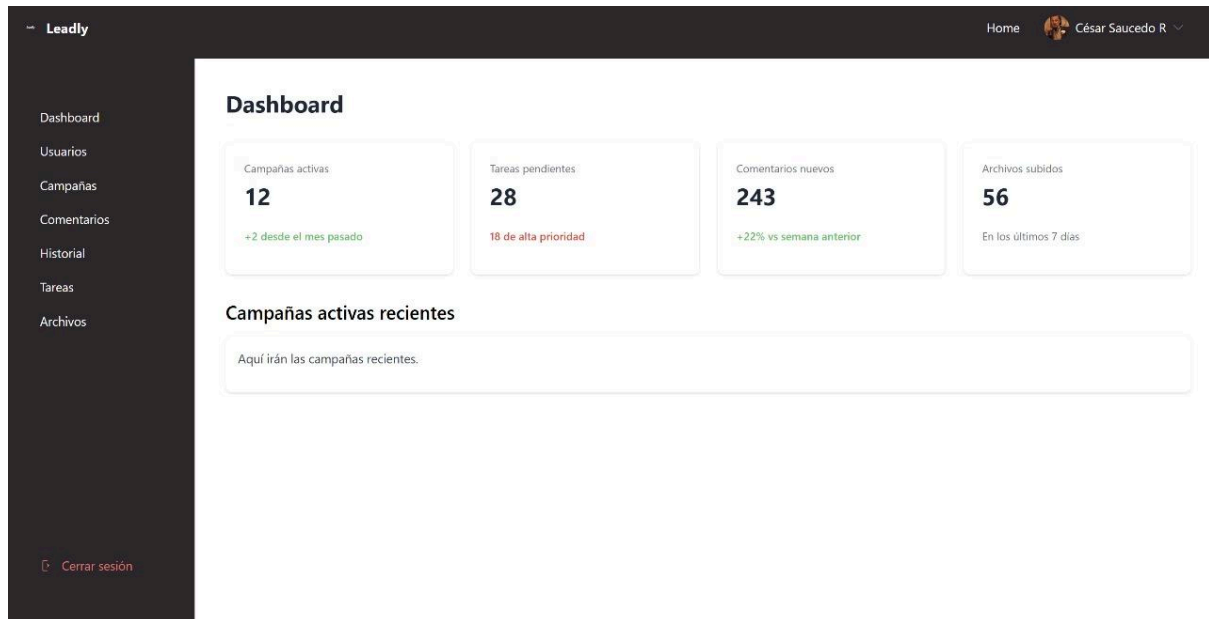 Leadly
Home
César Saucedo R
Dashboard
Usuarios
Campañas
Comentarios
Historial
Tareas
Archivos
Cerrar sesión
Dashboard
Campañas activas
12
+2 desde el mes pasado
Tareas pendientes
28
18 de alta prioridad
Comentarios nuevos
243
+22% vs semana anterior
Archivos subidos
56
En los últimos 7 días
Campañas activas recientes
Aquí irán las campañas recientes.